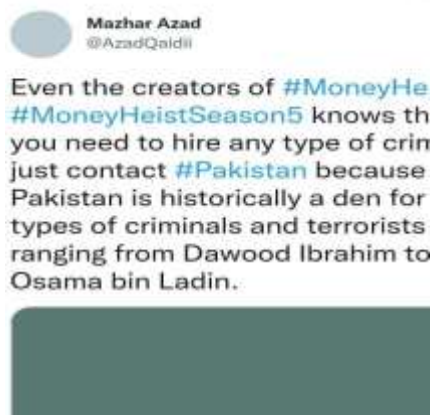 Mazhar Azad
@AzadQaidii
Even the creators of #MoneyHe
#MoneyHeistSeason5 knows th
you need to hire any type of crim
just contact #Pakistan because
Pakistan is historically a den for
types of criminals and terrorists
ranging from Dawood Ibrahim to
Osama bin Ladin.